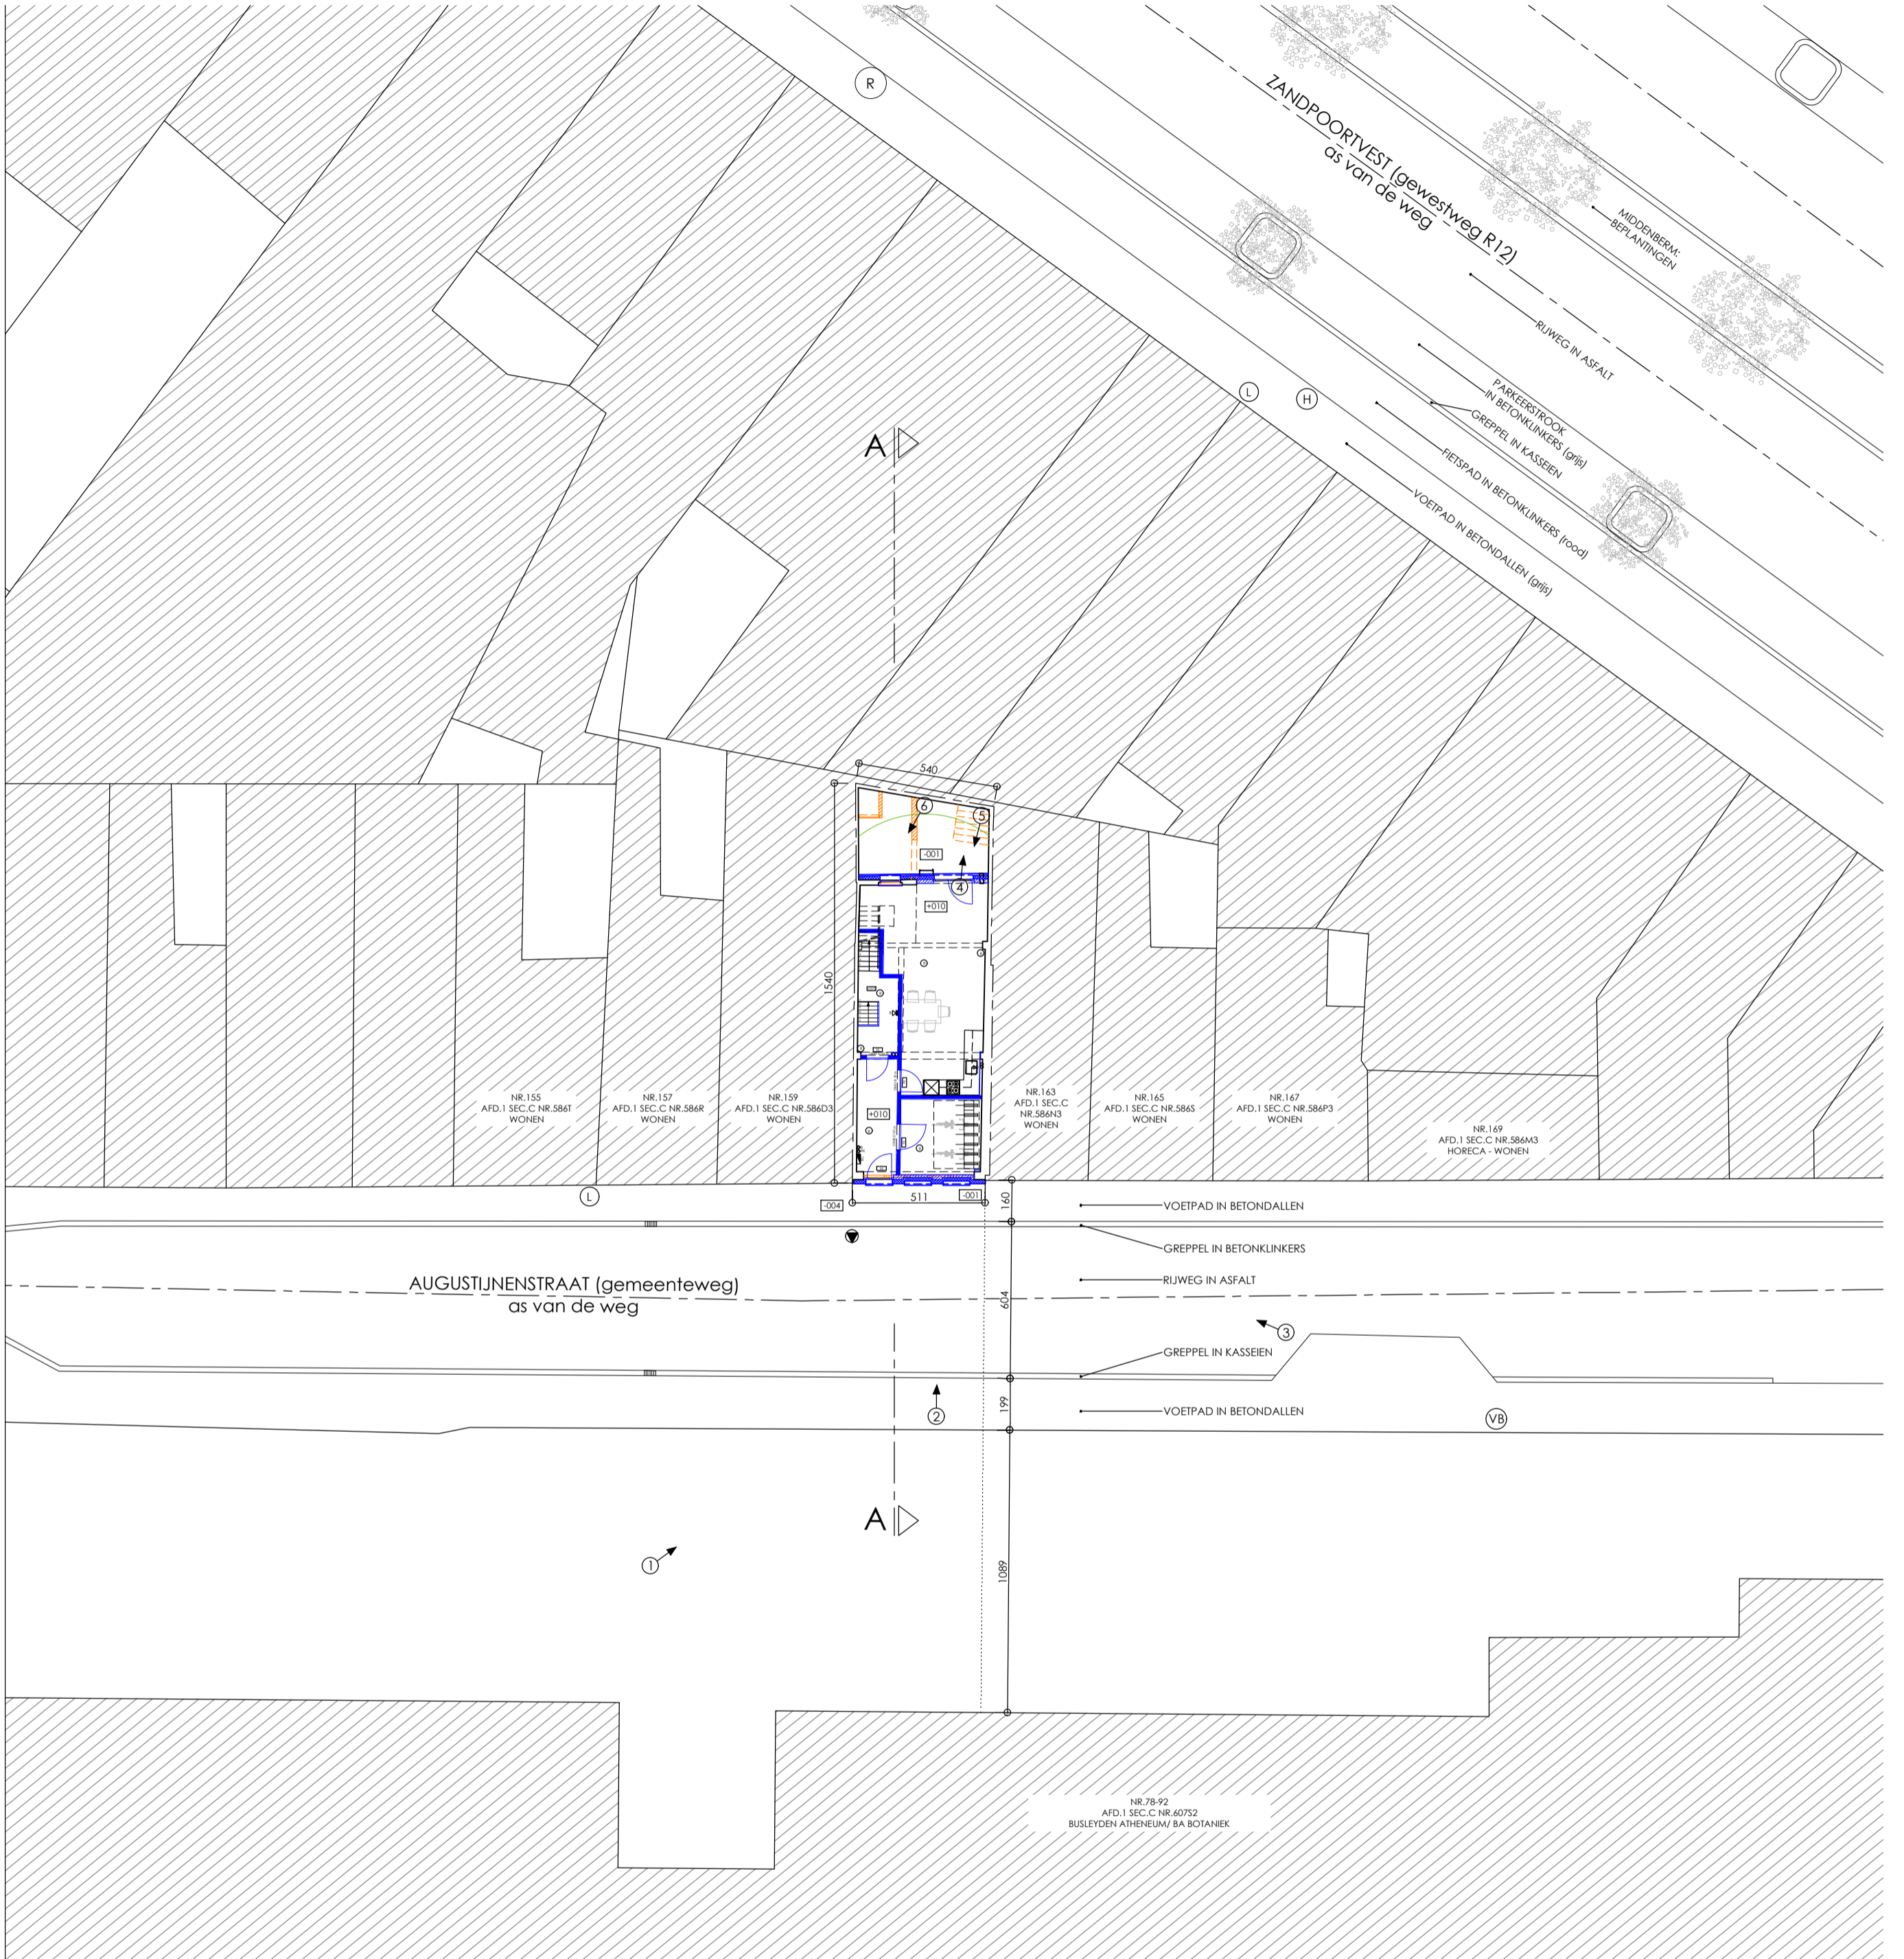 R
ZANDPOORTVEST (gewestweg R12)
as van de weg
MIDDENBERM:
BEPLANTINGEN
RIJWEG IN ASFALT
PARKEERSTROOK
IN BETONKLINKERS (grijs)
GREPPEL IN KASSEIEN
FIETSPAD IN BETONKLINKERS (rood)
VOETPAD IN BETONDALLEN (grijs)
L
H
A
540
6
5
-001
4
+010
1540
NR.155
AFD.1 SEC.C NR.586T
WONEN
NR.157
AFD.1 SEC.C NR.586R
WONEN
NR.159
AFD.1 SEC.C NR.586D3
WONEN
+010
NR.163
AFD.1 SEC.C
NR.586N3
WONEN
NR.165
AFD.1 SEC.C NR.586S
WONEN
NR.167
AFD.1 SEC.C NR.586P3
WONEN
NR.169
AFD.1 SEC.C NR.586M3
HORECA - WONEN
L
-004
511
-001
160
VOETPAD IN BETONDALLEN
GREPPEL IN BETONKLINKERS
RIJWEG IN ASFALT
AUGUSTIJNENSTRAAT (gemeenteweg)
as van de weg
604
3
GREPPEL IN KASSEIEN
2
199
VOETPAD IN BETONDALLEN
VB
A
1
1089
NR.78-92
AFD.1 SEC.C NR.607S2
BUSLEYDEN ATHENEUM/ BA BOTANIEK